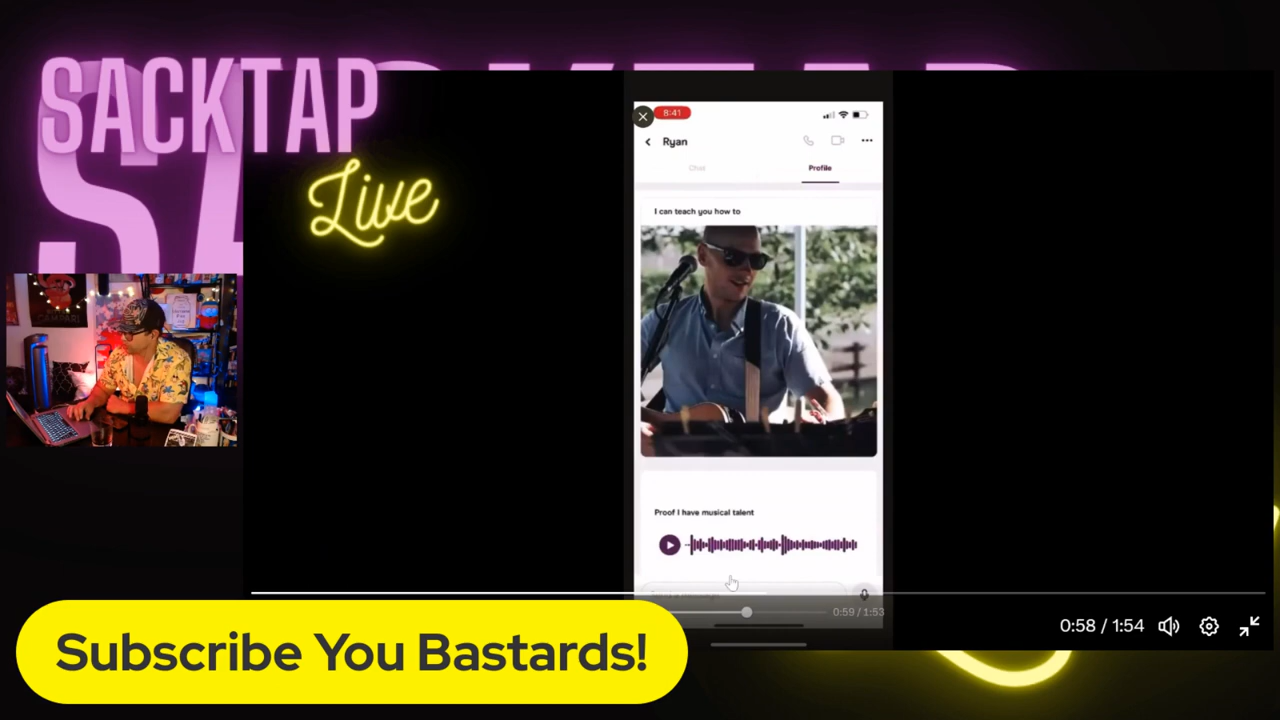 SACKTAP
Live
8:41
Ryan
Chat
Profile
I can teach you how to
Proof I have musical talent
0:59 / 1:53
0:58 / 1:54
Subscribe You Bastards!